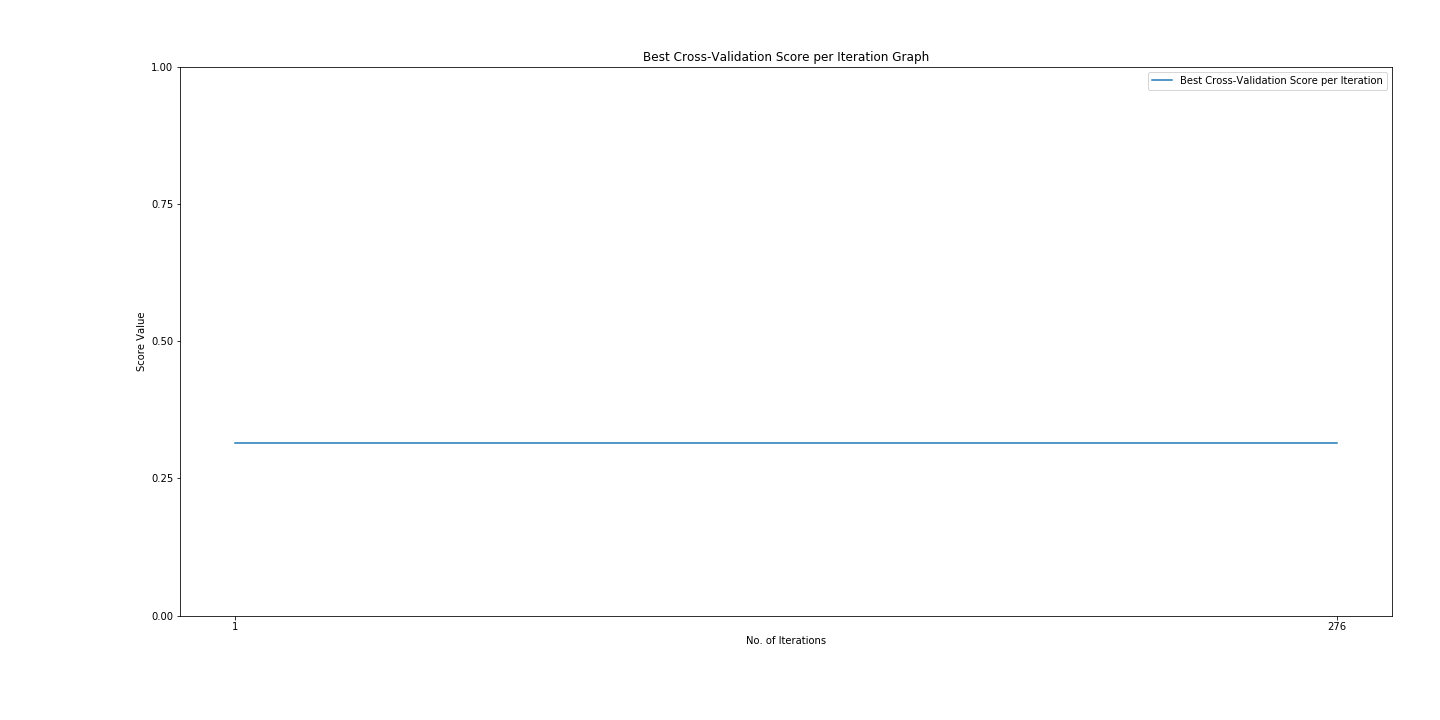 Best Cross-Validation Score per Iteration Graph
Best Cross-Validation Score per Iteration
1.00
0.75
0.50
0.25
0.00
Score Value
1
276
No. of Iterations